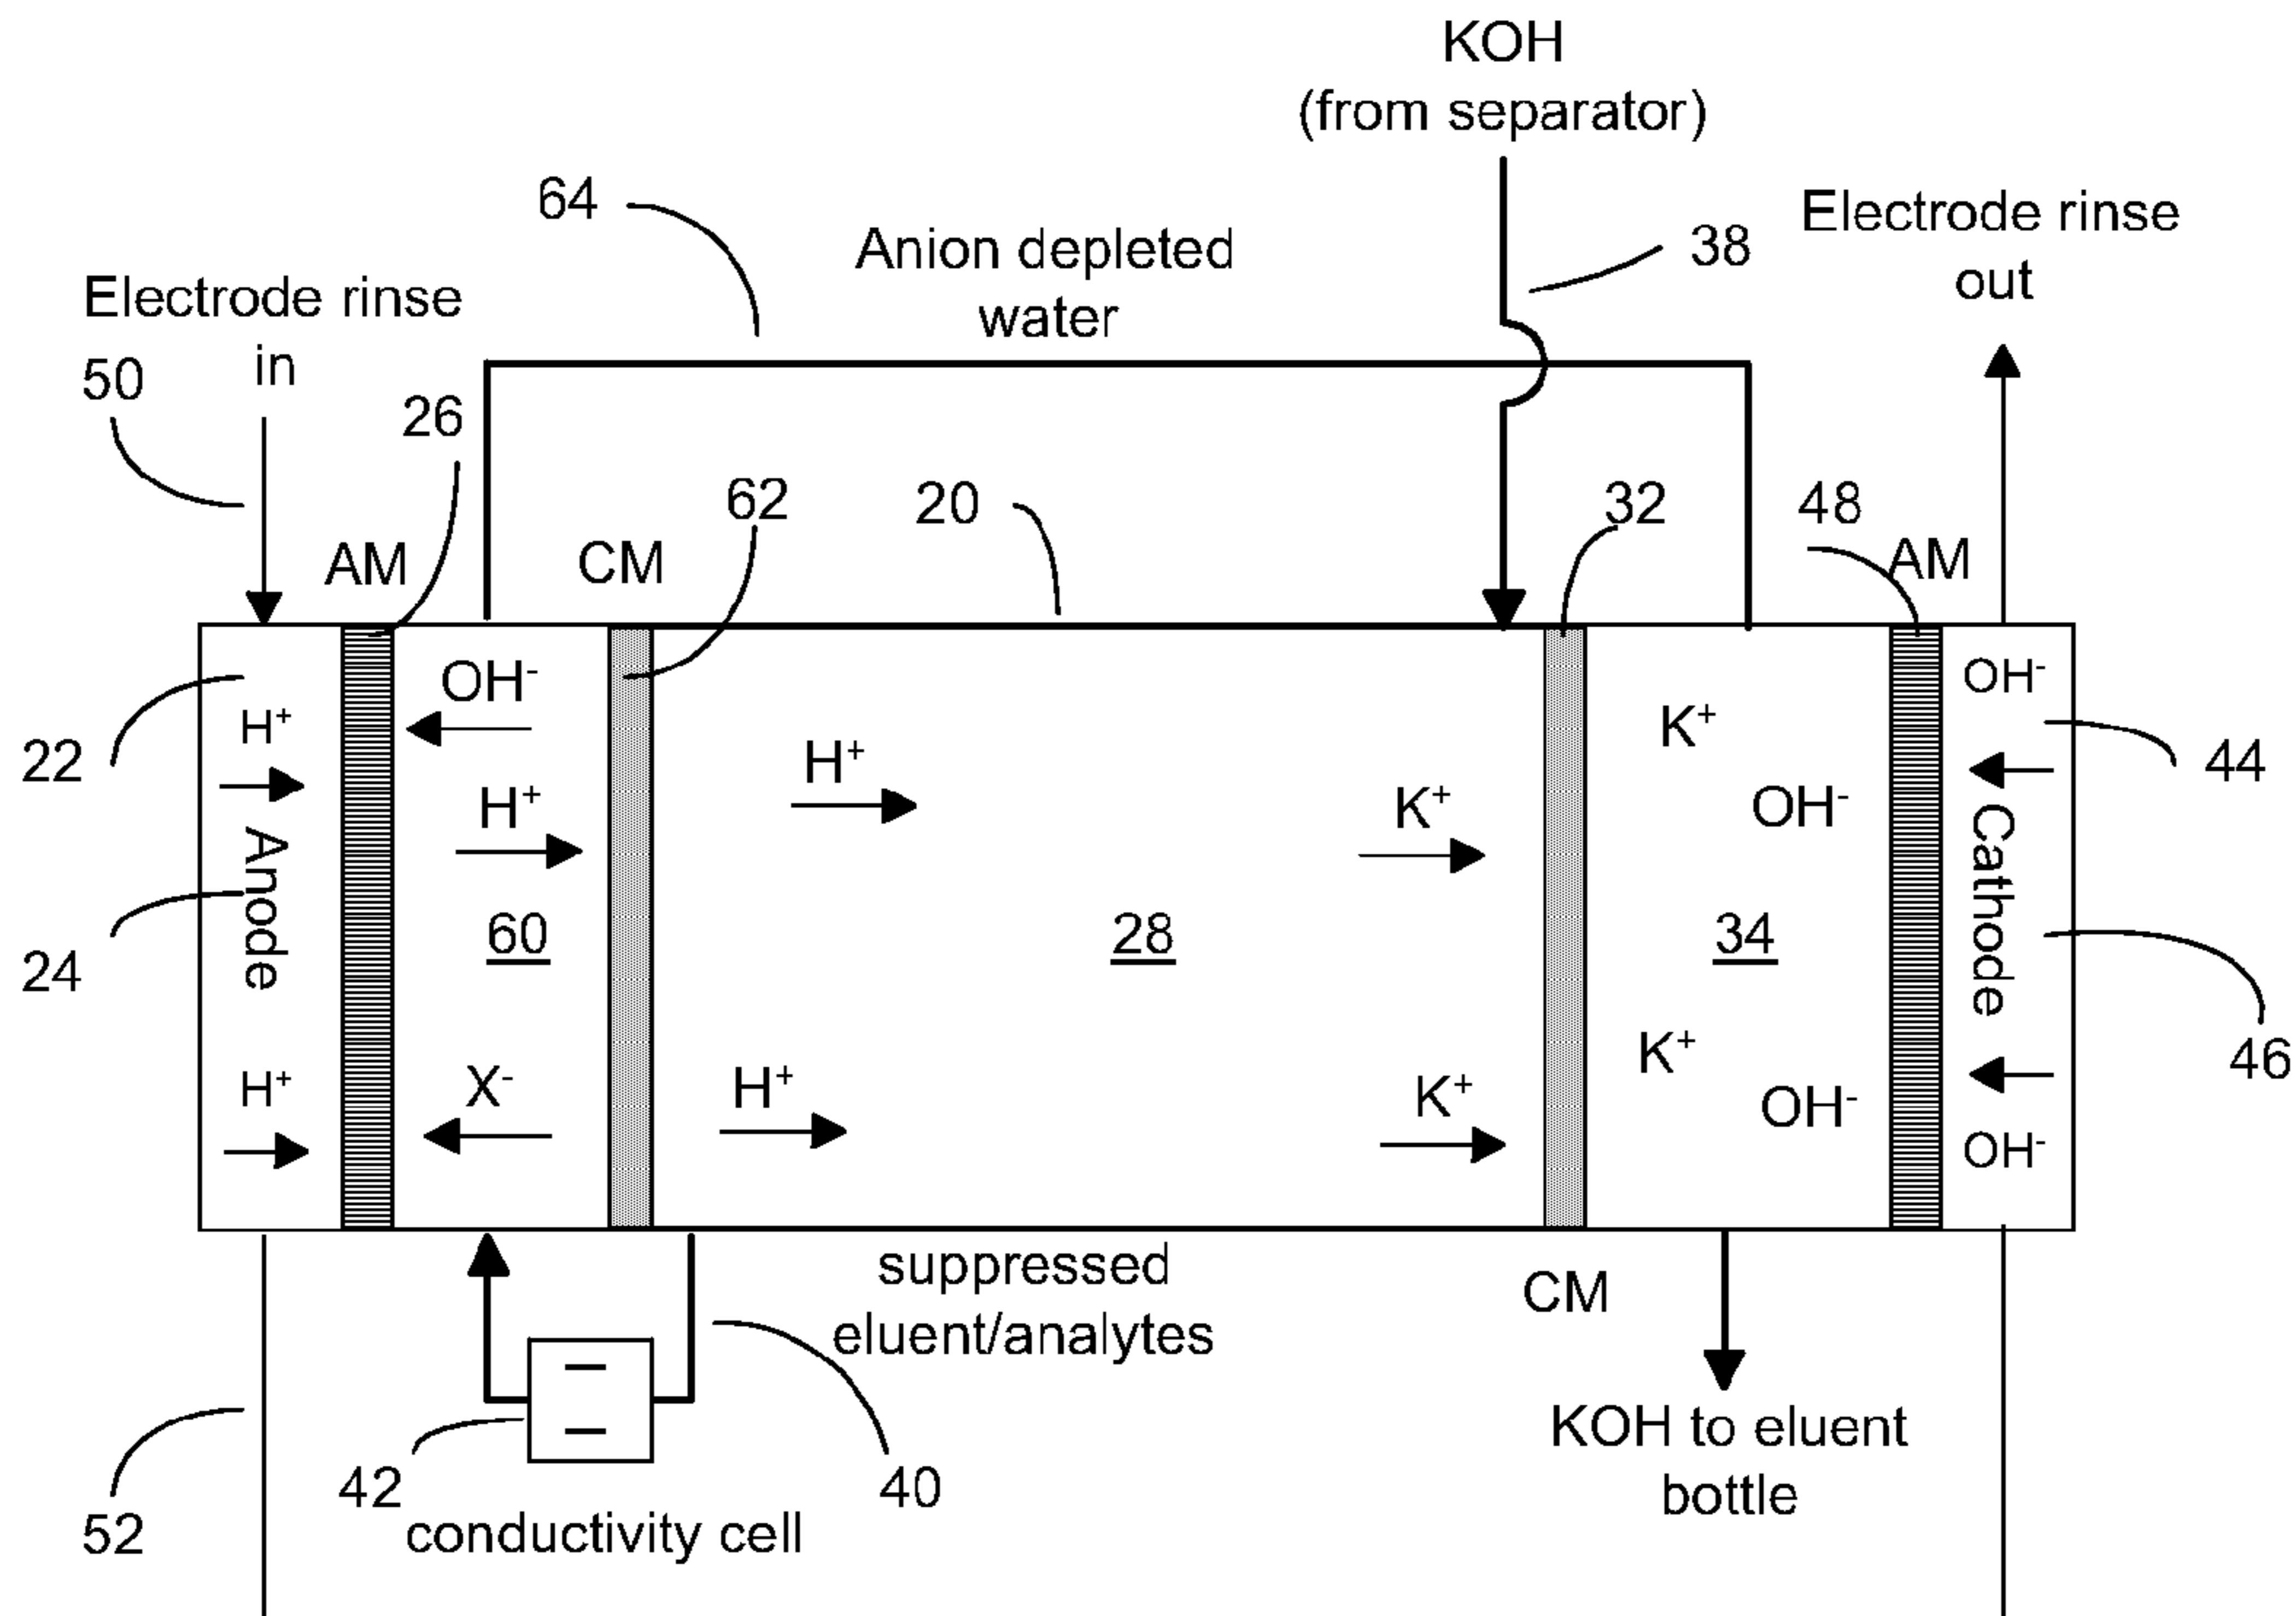 KOH
(from separator)
64
Anion depleted
water
38
Electrode rinse
out
Electrode rinse
in
50
26
62
20
32
48
AM
CM
AM
22
H⁺
OH⁻
H⁺
H⁺
K⁺
K⁺
OH⁻
OH⁻
44
24
Anode
60
28
34
Cathode
46
H⁺
X⁻
H⁺
K⁺
K⁺
OH⁻
OH⁻
suppressed
eluent/analytes
CM
42
conductivity cell
40
KOH to eluent
bottle
52